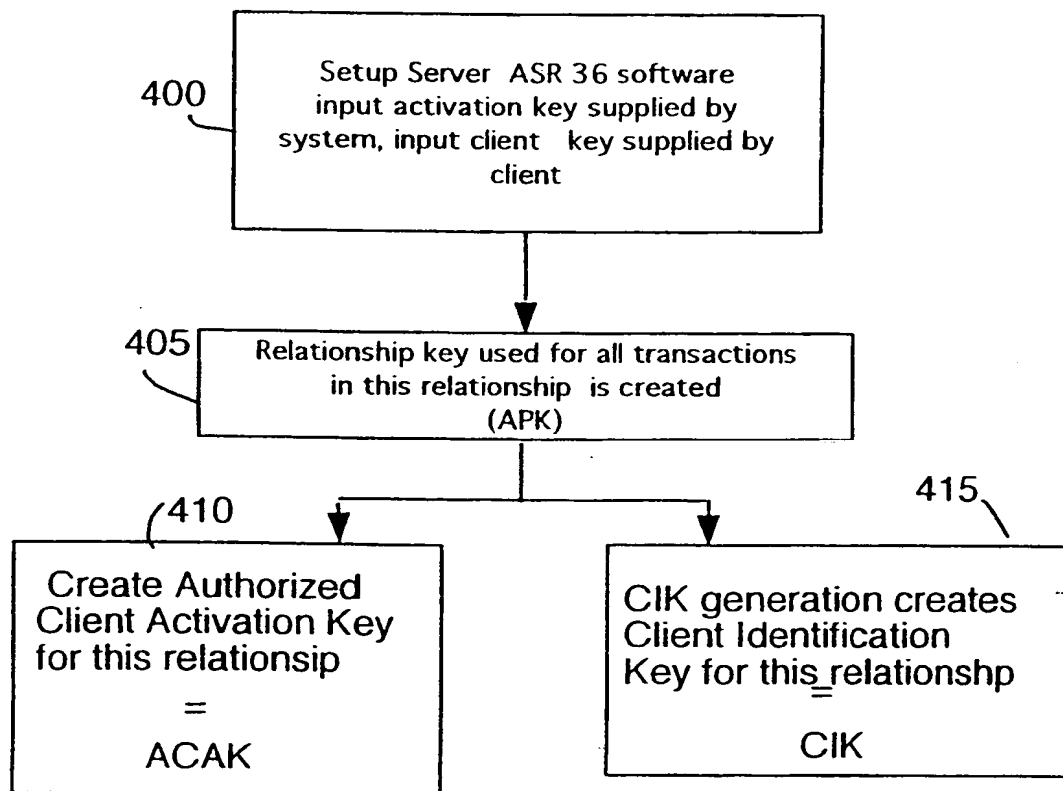 400
Setup Server ASR 36 software
input activation key supplied by
system, input client key supplied by
client
405
Relationship key used for all transactions
in this relationship is created
(APK)
410
Create Authorized
Client Activation Key
for this relationsip
=
ACAK
415
CIK generation creates
Client Identification
Key for this relationshp
=
CIK